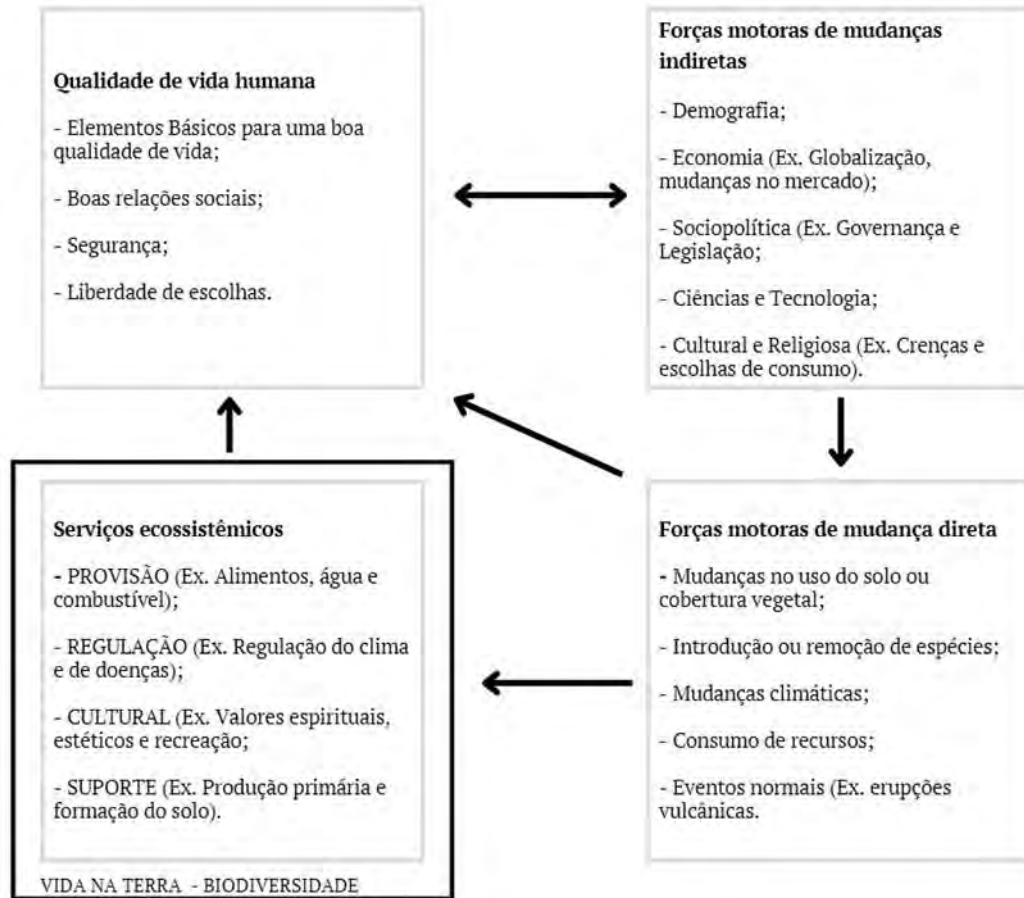 Qualidade de vida humana
- Elementos Básicos para uma boa
qualidade de vida;
- Boas relações sociais;
- Segurança;
- Liberdade de escolhas.
Forças motoras de mudanças
indiretas
- Demografia;
- Economia (Ex. Globalização,
mudanças no mercado);
- Sociopolítica (Ex. Governança e
Legislação;
- Ciências e Tecnologia;
- Cultural e Religiosa (Ex. Crenças e
escolhas de consumo).
Serviços ecossistêmicos
- PROVISÃO (Ex. Alimentos, água e
combustível);
- REGULAÇÃO (Ex. Regulação do clima
e de doenças);
- CULTURAL (Ex. Valores espirituais,
estéticos e recreação;
- SUPORTE (Ex. Produção primária e
formação do solo).
VIDA NA TERRA - BIODIVERSIDADE
Forças motoras de mudança direta
- Mudanças no uso do solo ou
cobertura vegetal;
- Introdução ou remoção de espécies;
- Mudanças climáticas;
- Consumo de recursos;
- Eventos normais (Ex. erupções
vulcânicas.